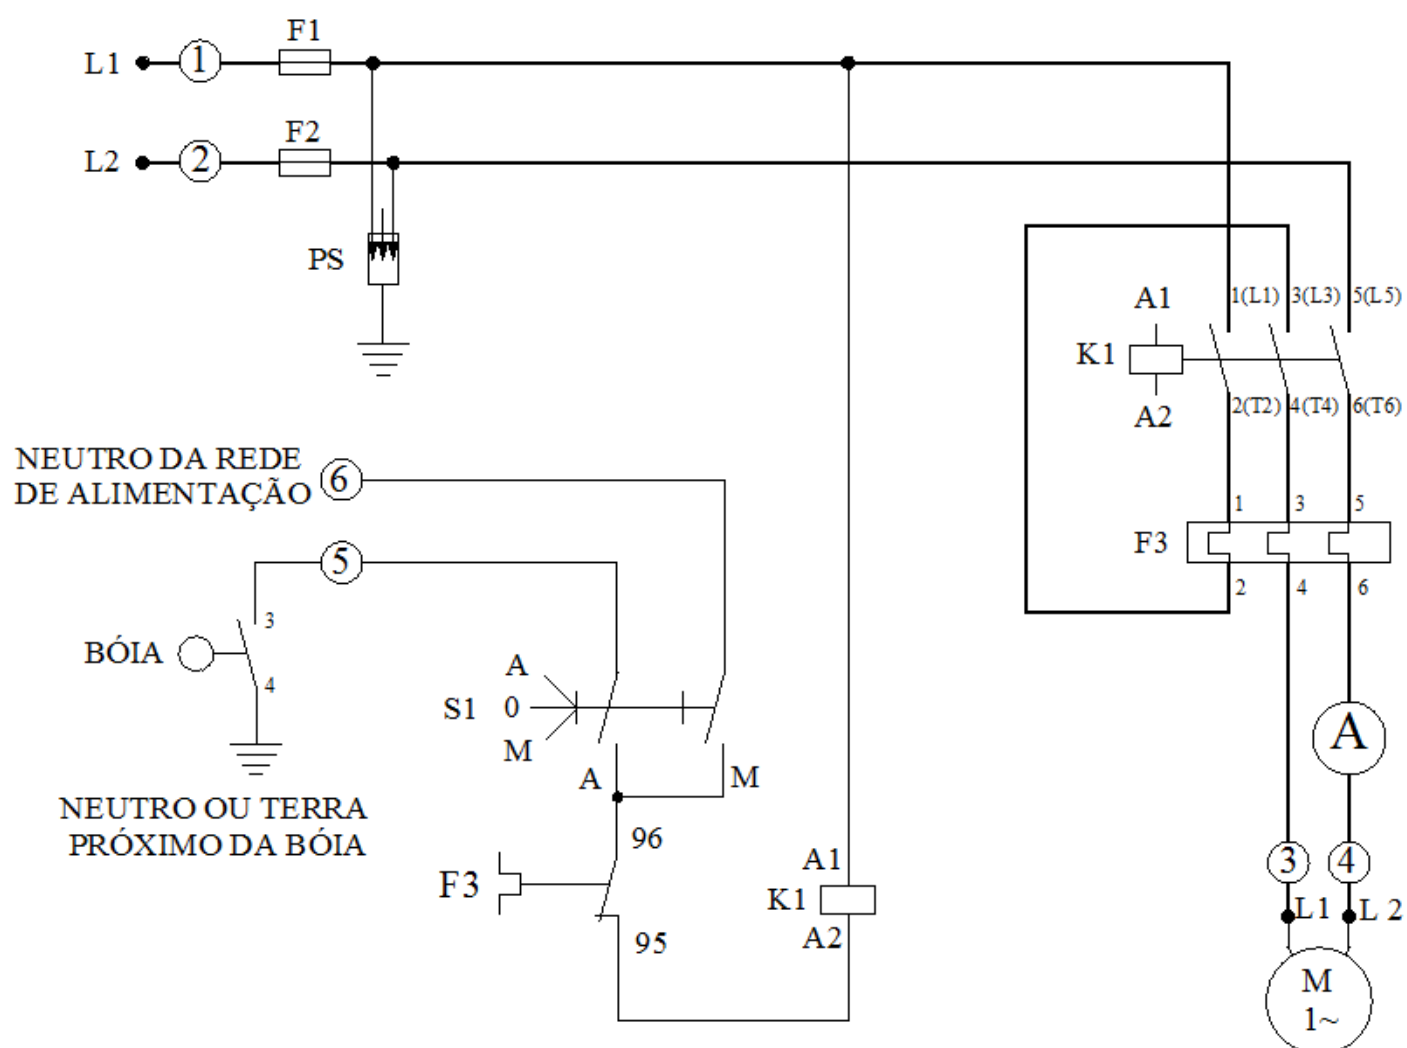 F1
L1
1
F2
L2
2
PS
A1
1(L1)
3(L3)
5(L5)
K1
A2
2(T2)
4(T4)
6(T6)
NEUTRO DA REDE
DE ALIMENTAÇÃO
6
1
3
5
F3
5
2
4
6
3
BÓIA
4
A
S1
0
M
A
M
A
NEUTRO OU TERRA
PRÓXIMO DA BÓIA
96
F3
95
A1
K1
A2
3
4
L1
L 2
M
1~